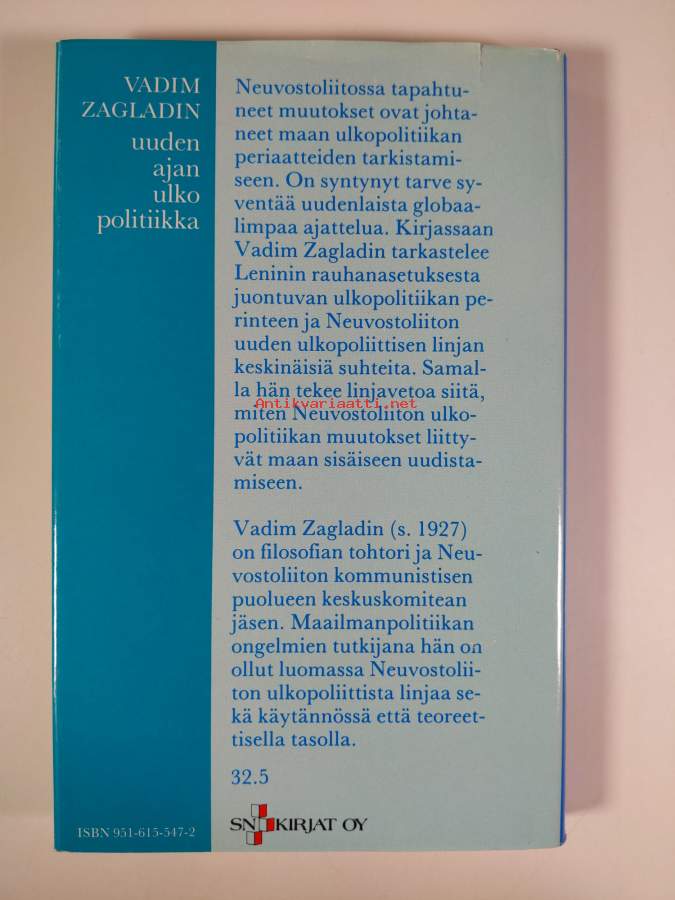 VADIM
ZAGLADIN
uuden
ajan
ulko
politiikka
Neuvostoliitossa tapahtu-
neet muutokset ovat johta-
neet maan ulkopolitiikan
periaatteiden tarkistami-
seen. On syntynyt tarve sy-
ventää uudenlaista globaa-
limpaa ajattelua. Kirjassaan
Vadim Zagladin tarkastelee
Leninin rauhanasetuksesta
juontuvan ulkopolitiikan pe-
rinteen ja Neuvostoliiton
uuden ulkopoliittisen linjan
keskinäisiä suhteita. Samal-
la hän tekee linjavetoa siitä,
Antikvariaatti.net
miten Neuvostoliiton ulko-
politiikan muutokset liitty-
vät maan sisäiseen uudista-
miseen.
Vadim Zagladin (s. 1927)
on filosofian tohtori ja Neu-
vostoliiton kommunistisen
puolueen keskuskomitean
jäsen. Maailmanpolitiikan
ongelmien tutkijana hän on
ollut luomassa Neuvostolii-
ton ulkopoliittista linjaa se-
kä käytännössä että teoreet-
tisella tasolla.
32.5
SN KIRJAT OY
ISBN 951-615-547-2